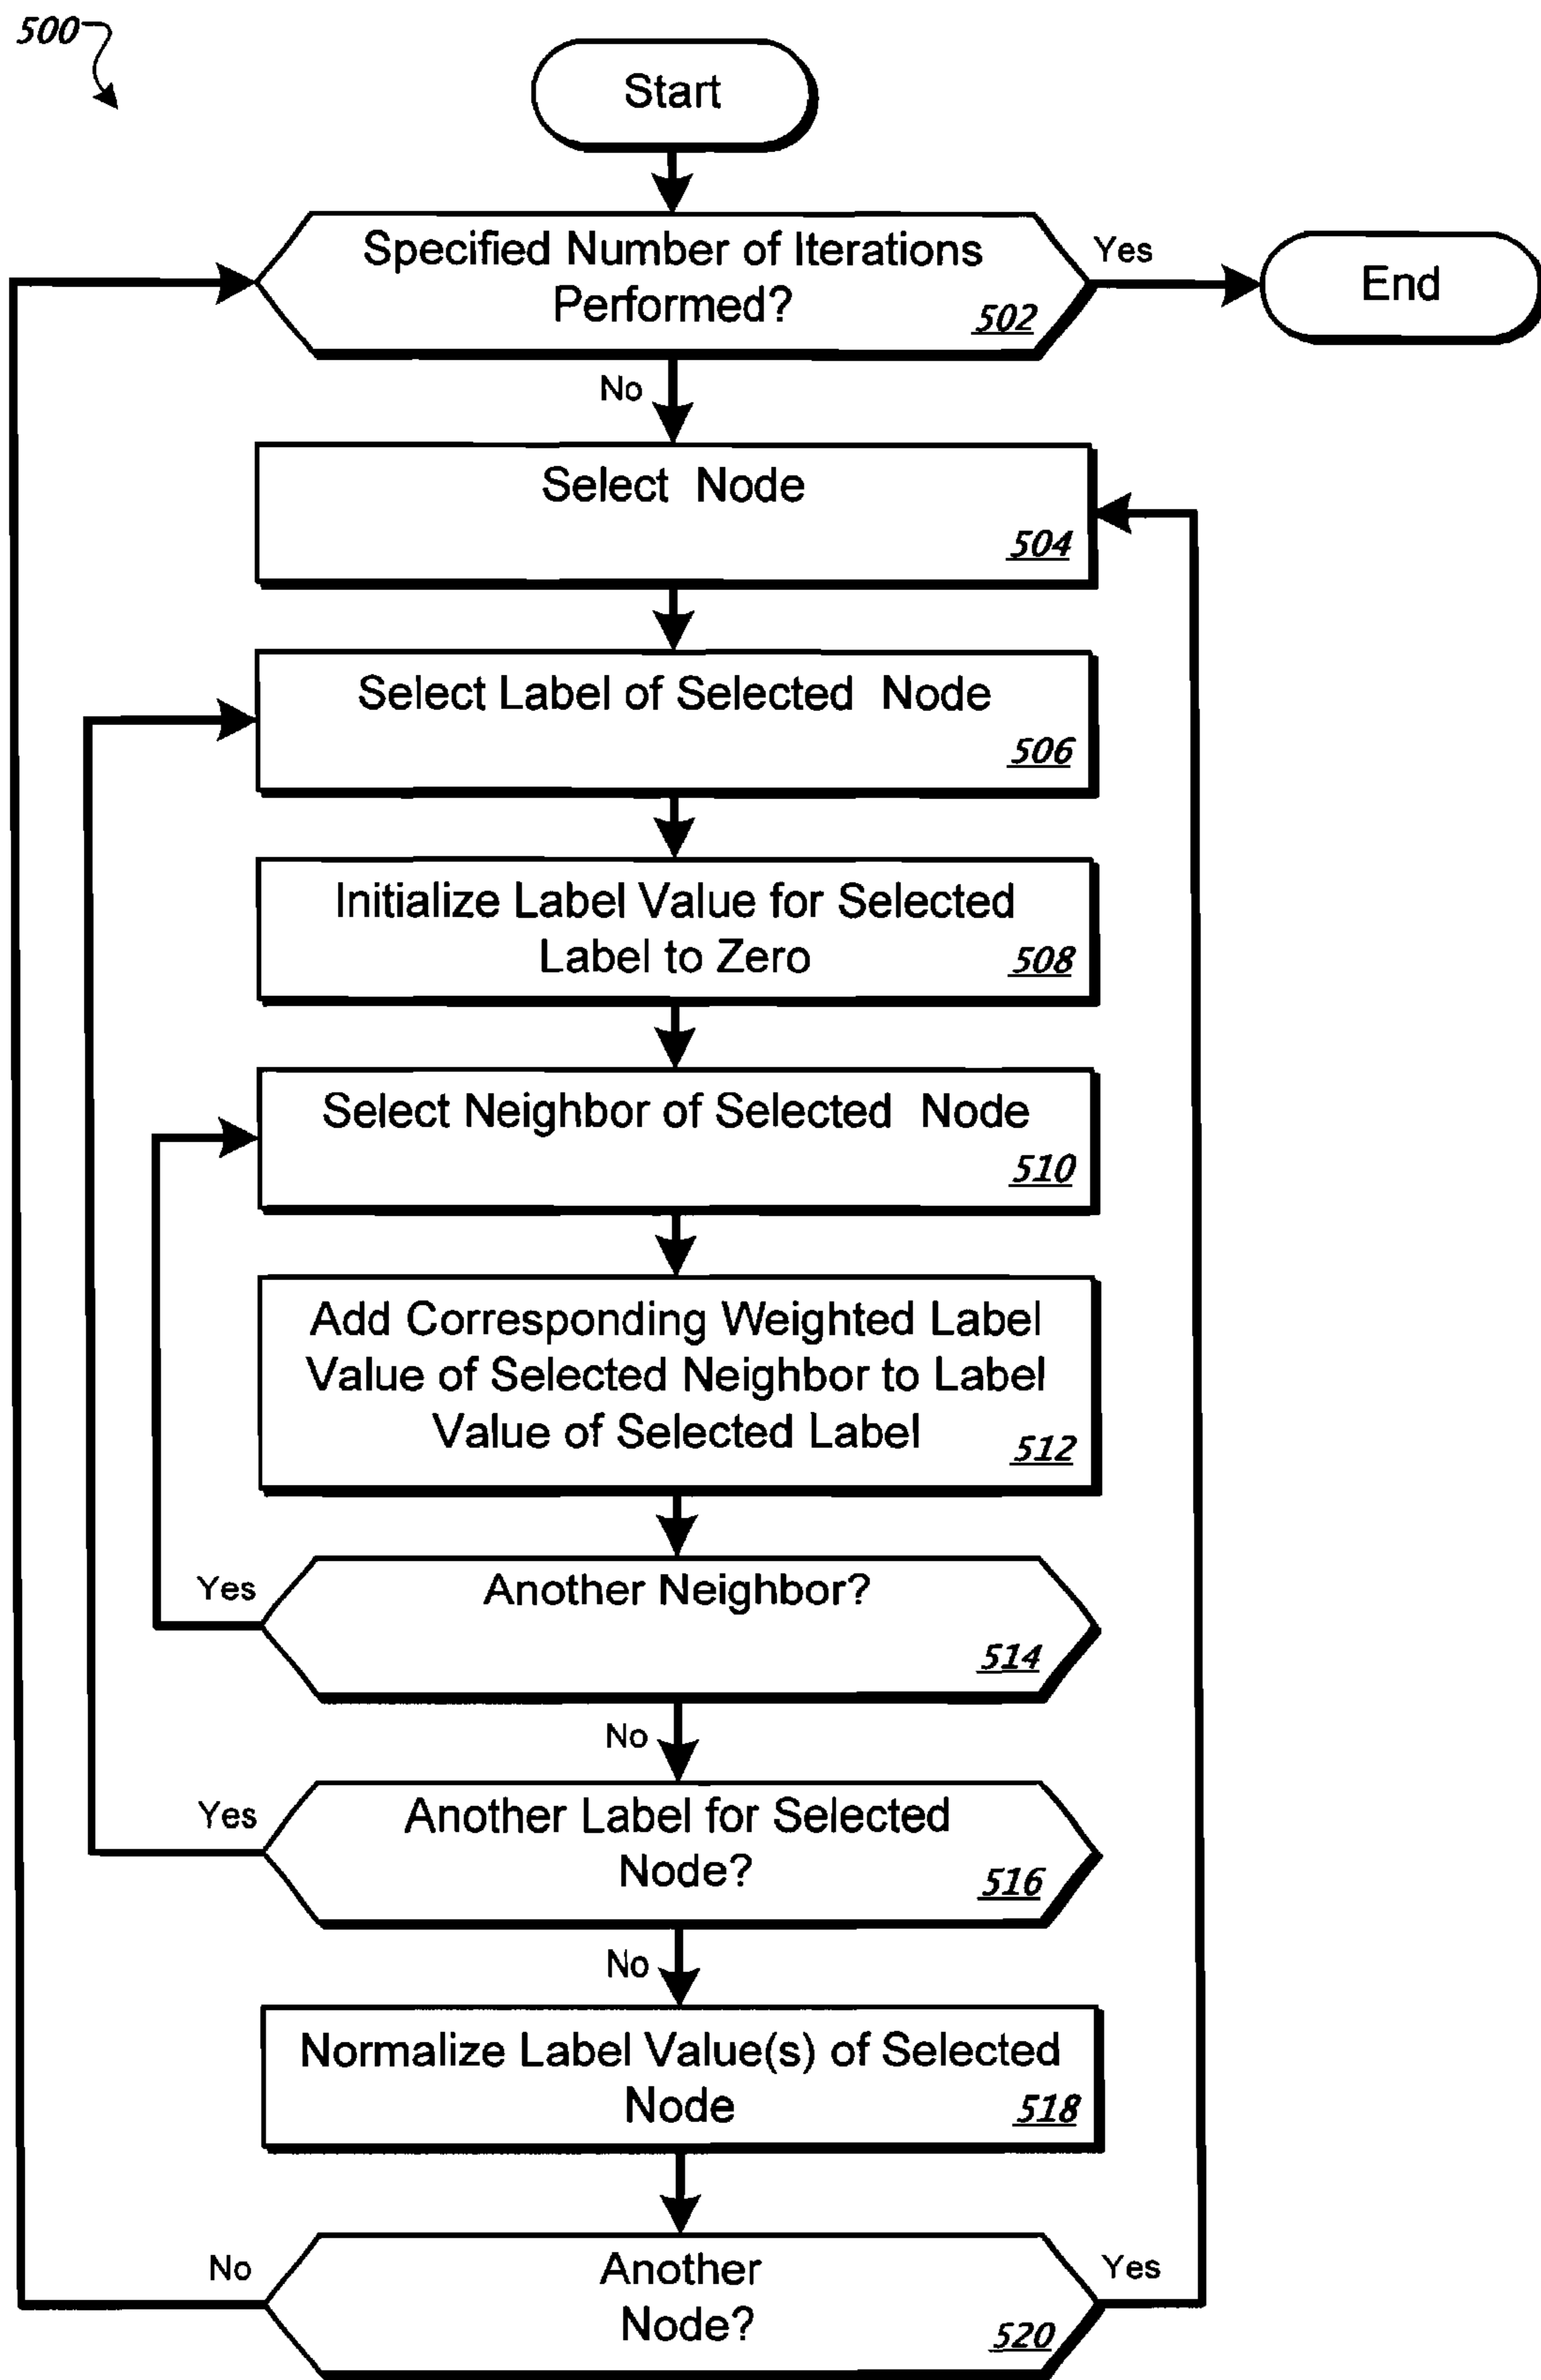 500
Start
Specified Number of Iterations
Performed?
502
Yes
End
No
Select Node
504
Select Label of Selected Node
506
Initialize Label Value for Selected
Label to Zero
508
Select Neighbor of Selected Node
510
Add Corresponding Weighted Label
Value of Selected Neighbor to Label
Value of Selected Label
512
Yes
Another Neighbor?
514
No
Yes
Another Label for Selected
Node?
516
No
Normalize Label Value(s) of Selected
Node
518
No
Another
Node?
520
Yes